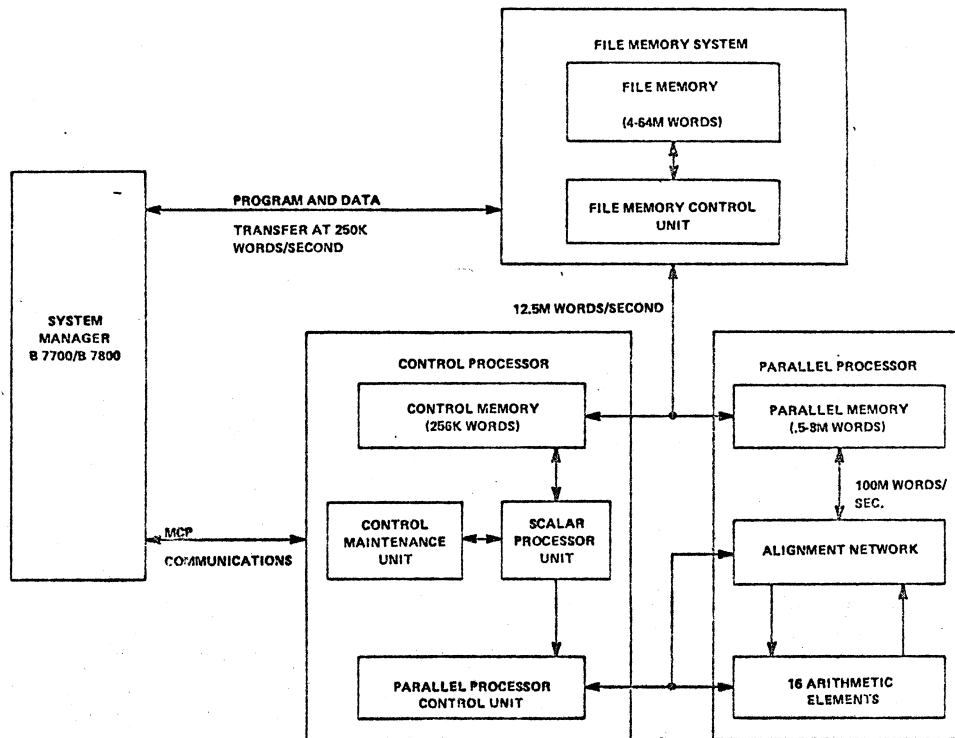 FILE MEMORY SYSTEM
FILE MEMORY
(4-64M WORDS)
FILE MEMORY CONTROL
UNIT
PROGRAM AND DATA
TRANSFER AT 250K
WORDS/SECOND
SYSTEM
MANAGER
B 7700/B 7800
12.5M WORDS/SECOND
CONTROL PROCESSOR
CONTROL MEMORY
(256K WORDS)
CONTROL
MAINTENANCE
UNIT
SCALAR
PROCESSOR
UNIT
PARALLEL PROCESSOR
CONTROL UNIT
MCP
COMMUNICATIONS
PARALLEL PROCESSOR
PARALLEL MEMORY
(.5-8M WORDS)
100M WORDS/
SEC.
ALIGNMENT NETWORK
16 ARITHMETIC
ELEMENTS